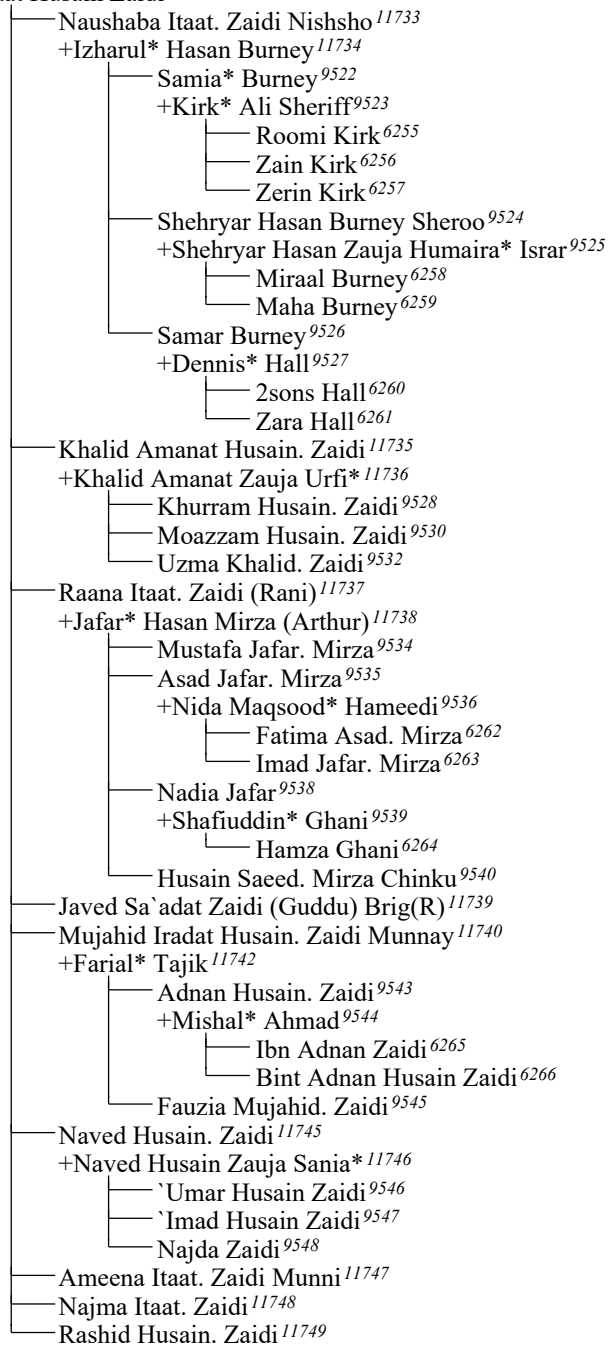 Naushaba Itaat. Zaidi Nishsho 11733
+Izharul* Hasan Burney 11734
Samia* Burney 9522
+Kirk* Ali Sheriff 9523
Roomi Kirk 6255
Zain Kirk 6256
Zerin Kirk 6257
Shehryar Hasan Burney Sheroo 9524
+Shehryar Hasan Zauja Humaira* Israr 9525
Miraal Burney 6258
Maha Burney 6259
Samar Burney 9526
+Dennis* Hall 9527
2sons Hall 6260
Zara Hall 6261
Khalid Amanat Husain. Zaidi 11735
+Khalid Amanat Zauja Urfi* 11736
Khurram Husain. Zaidi 9528
Moazzam Husain. Zaidi 9530
Uzma Khalid. Zaidi 9532
Raana Itaat. Zaidi (Rani) 11737
+Jafar* Hasan Mirza (Arthur) 11738
Mustafa Jafar. Mirza 9534
Asad Jafar. Mirza 9535
+Nida Maqsood* Hameedi 9536
Fatima Asad. Mirza 6262
Imad Jafar. Mirza 6263
Nadia Jafar 9538
+Shafiuddin* Ghani 9539
Hamza Ghani 6264
Husain Saeed. Mirza Chinku 9540
Javed Sa`adat Zaidi (Guddu) Brig(R) 11739
Mujahid Iradat Husain. Zaidi Munnay 11740
+Farial* Tajik 11742
Adnan Husain. Zaidi 9543
+Mishal* Ahmad 9544
Ibn Adnan Zaidi 6265
Bint Adnan Husain Zaidi 6266
Fauzia Mujahid. Zaidi 9545
Naved Husain. Zaidi 11745
+Naved Husain Zauja Sania* 11746
`Umar Husain Zaidi 9546
`Imad Husain Zaidi 9547
Najda Zaidi 9548
Ameena Itaat. Zaidi Munni 11747
Najma Itaat. Zaidi 11748
Rashid Husain. Zaidi 11749